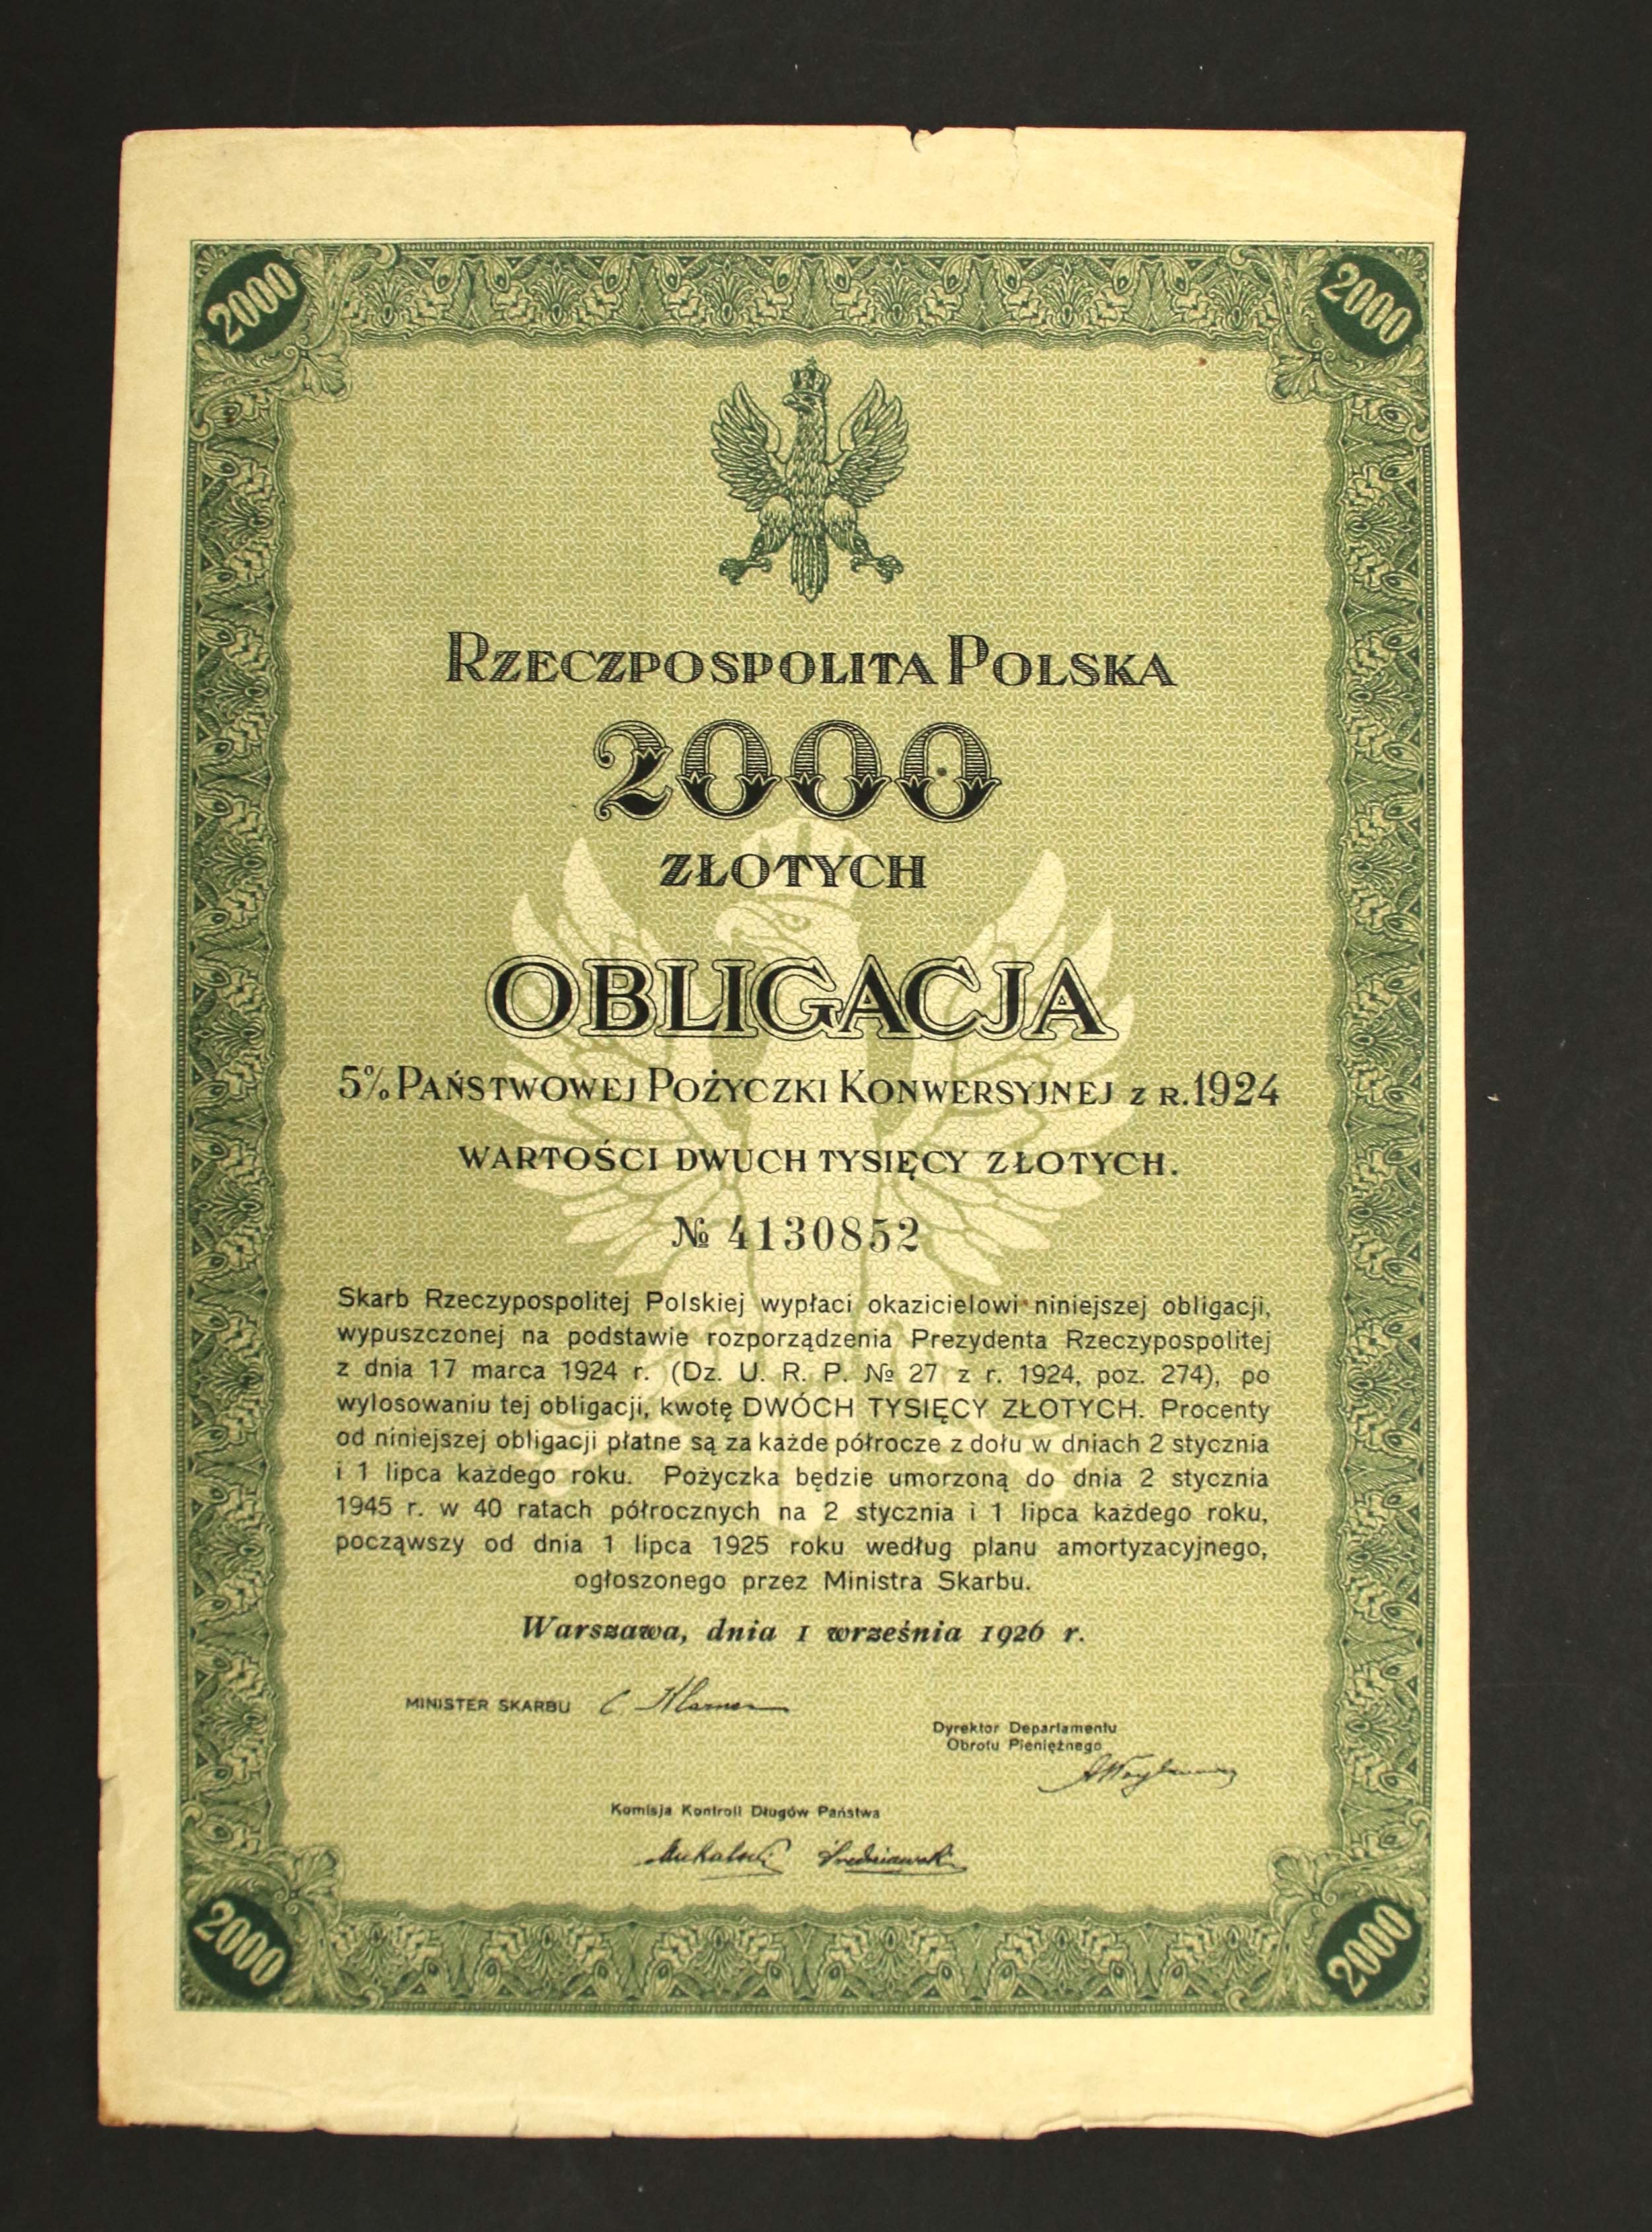 2000 2000
RZECZPOSPOLITA POLSKA
2000
ZŁOTYCH
OBLIGACJA
5% PAŃSTWOWEJ POŻYCZKI KONWERSYJNEJ Z R. 1924
WARTOŚCI DWUCH TYSIĘCY ZŁOTYCH.
№ 4130852
Skarb Rzeczypospolitej Polskiej wypłaci okazicielowi niniejszej obligacji,
wypuszczonej na podstawie rozporządzenia Prezydenta Rzeczypospolitej
z dnia 17 marca 1924 r. (Dz. U. R. P. № 27 z r. 1924, poz. 274), po
wylosowaniu tej obligacji, kwotę DWÓCH TYSIĘCY ZŁOTYCH. Procenty
od niniejszej obligacji płatne są za każde półrocze z dołu w dniach 2 stycznia
i 1 lipca każdego roku. Pożyczka będzie umorzoną do dnia 2 stycznia
1945 r. w 40 ratach półrocznych na 2 stycznia i 1 lipca każdego roku,
począwszy od dnia 1 lipca 1925 roku według planu amortyzacyjnego,
ogłoszonego przez Ministra Skarbu.
Warszawa, dnia 1 września 1926 r.
MINISTER SKARBU C. Klarner
Dyrektor Departamentu
Obrotu Pieniężnego
Komisja Kontroli Długów Państwa
2000 2000